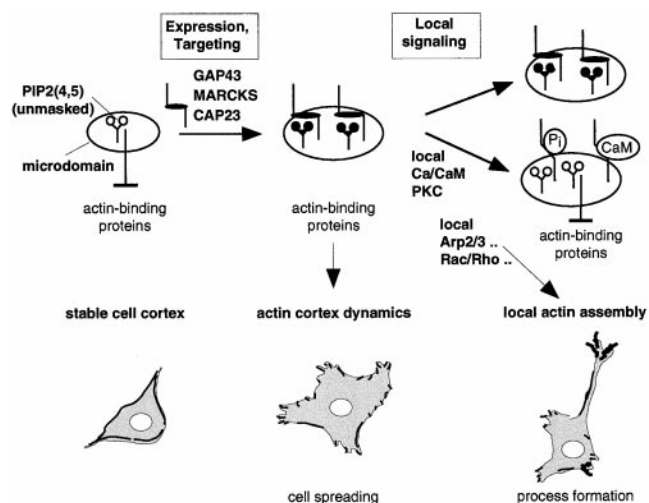 Expression,
Targeting
Local
signaling
GAP43
MARCKS
CAP23
PIP2(4,5)
(unmasked)
microdomain
Pi
CaM
local
Ca/CaM
PKC
actin-binding
proteins
actin-binding
proteins
actin-binding
proteins
local
Arp2/3 ..
Rac/Rho ..
stable cell cortex
actin cortex dynamics
local actin assembly
cell spreading
process formation